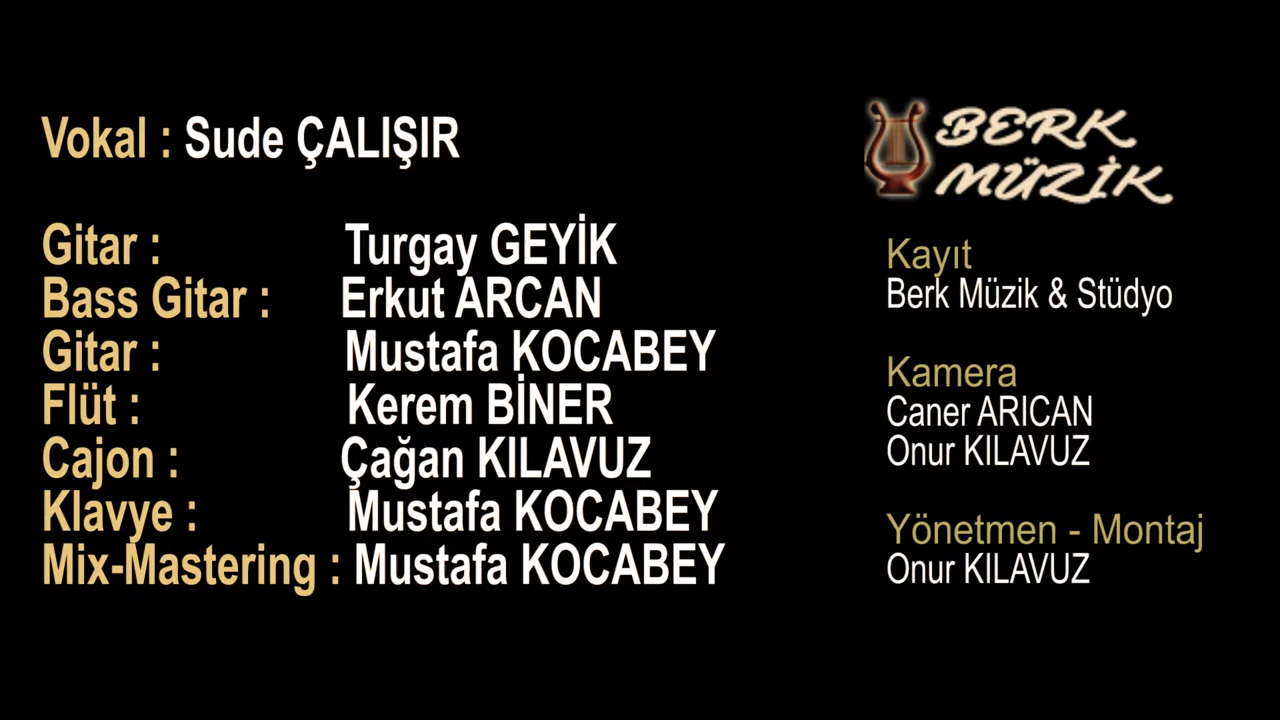 Vokal : Sude ÇALIŞIR
Gitar : Turgay GEYİK
Bass Gitar : Erkut ARCAN
Gitar : Mustafa KOCABEY
Flüt : Kerem BİNER
Cajon : Çağan KILAVUZ
Klavye : Mustafa KOCABEY
Mix-Mastering : Mustafa KOCABEY
BERK
MÜZİK
Kayıt
Berk Müzik & Stüdyo
Kamera
Caner ARICAN
Onur KILAVUZ
Yönetmen - Montaj
Onur KILAVUZ